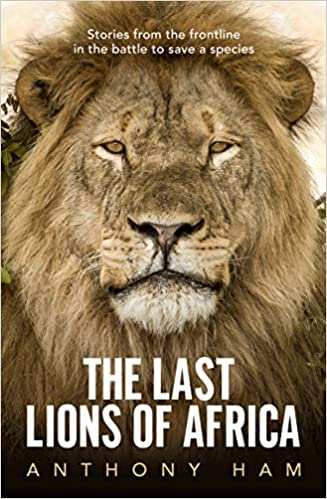 Stories from the frontline
in the battle to save a species
THE LAST
LIONS OF AFRICA
ANTHONY HAM